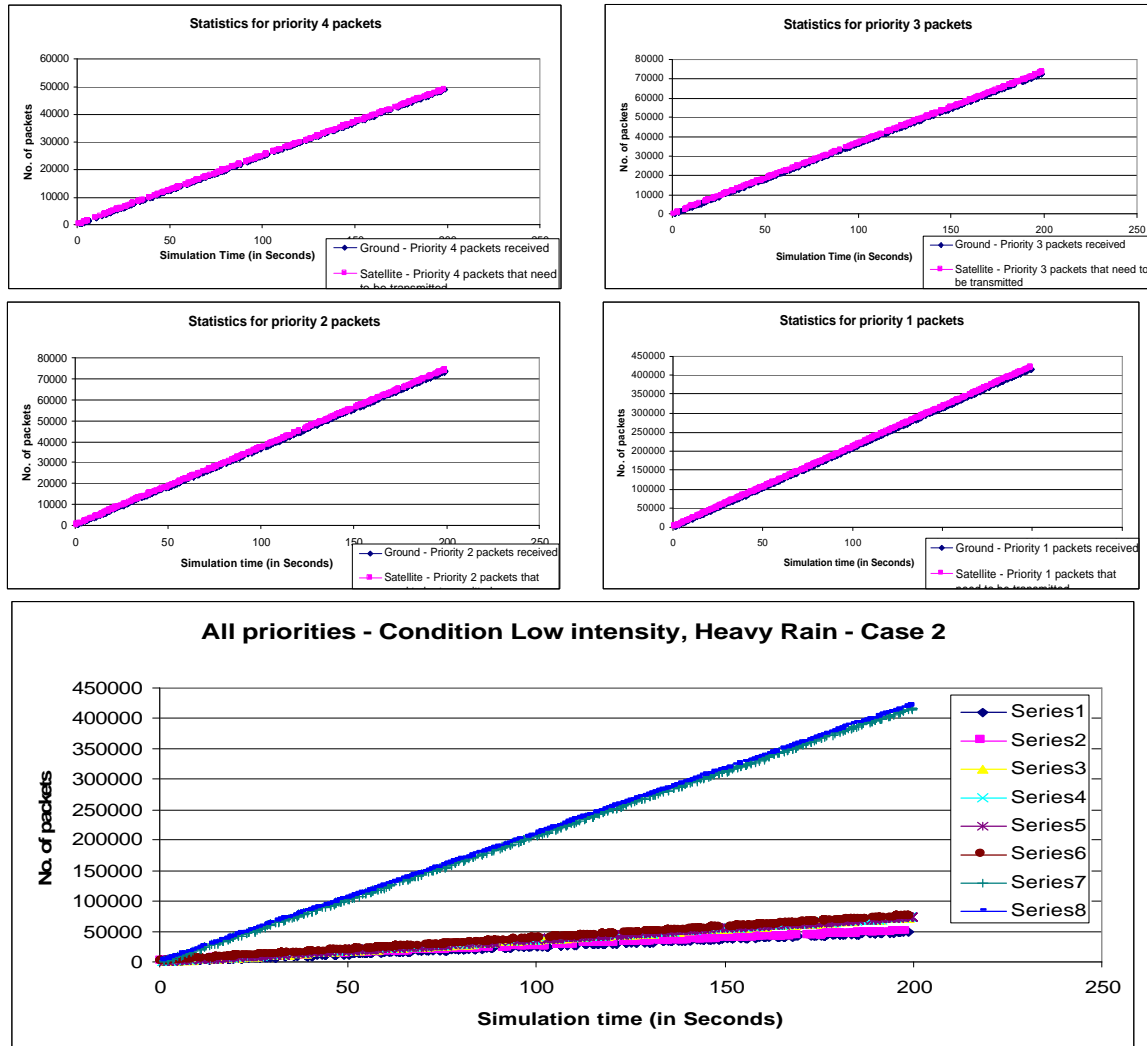 Statistics for priority 4 packets
No. of packets
60000
50000
40000
30000
20000
10000
0
0 50 100 150 200 250
Simulation Time (in Seconds)
Ground - Priority 4 packets received
Satellite - Priority 4 packets that need
to be transmitted
Statistics for priority 3 packets
No. of packets
80000
70000
60000
50000
40000
30000
20000
10000
0
0 50 100 150 200 250
Simulation Time (in Seconds)
Ground - Priority 3 packets received
Satellite - Priority 3 packets that need to
be transmitted
Statistics for priority 2 packets
No. of packets
80000
70000
60000
50000
40000
30000
20000
10000
0
0 50 100 150 200 250
Simulation time (in Seconds)
Ground - Priority 2 packets received
Satellite - Priority 2 packets that
Statistics for priority 1 packets
No. of packets
450000
400000
350000
300000
250000
200000
150000
100000
50000
0
0 50 100
Simulation time (in Seconds)
Ground - Priority 1 packets received
Satellite - Priority 1 packets that
need to be transmitted
All priorities - Condition Low intensity, Heavy Rain - Case 2
No. of packets
450000
400000
350000
300000
250000
200000
150000
100000
50000
0
0 50 100 150 200 250
Simulation time (in Seconds)
Series1
Series2
Series3
Series4
Series5
Series6
Series7
Series8